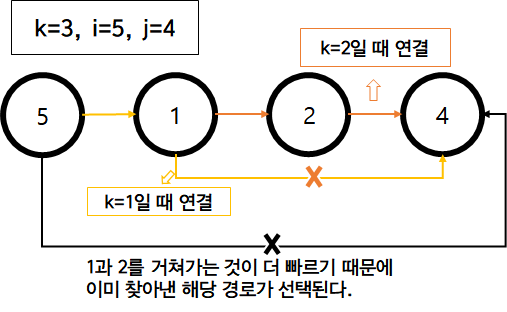 k=3, i=5, j=4
k=2일 때 연결
5
1
2
4
k=1일 때 연결
1과 2를 거쳐가는 것이 더 빠르기 때문에
이미 찾아낸 해당 경로가 선택된다.